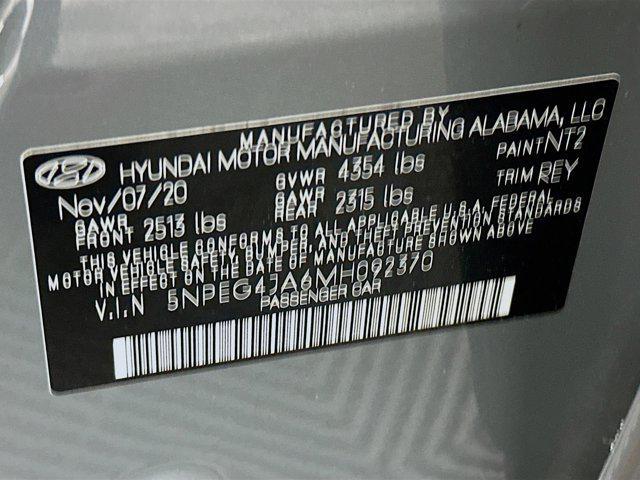 MANUFACTURED BY
HYUNDAI MOTOR MANUFACTURING ALABAMA, LLC
Nov/07/20 GVWR 4354 lbs PAINT NT2
GAWR FRONT 2513 lbs GAWR REAR 2315 lbs TRIM REY
THIS VEHICLE CONFORMS TO ALL APPLICABLE U.S.A. FEDERAL
MOTOR VEHICLE SAFETY, BUMPER, AND THEFT PREVENTION STANDARDS
IN EFFECT ON THE DATE OF MANUFACTURE SHOWN ABOVE
V.I.N 5NPEG4JA6MH092370
PASSENGER CAR